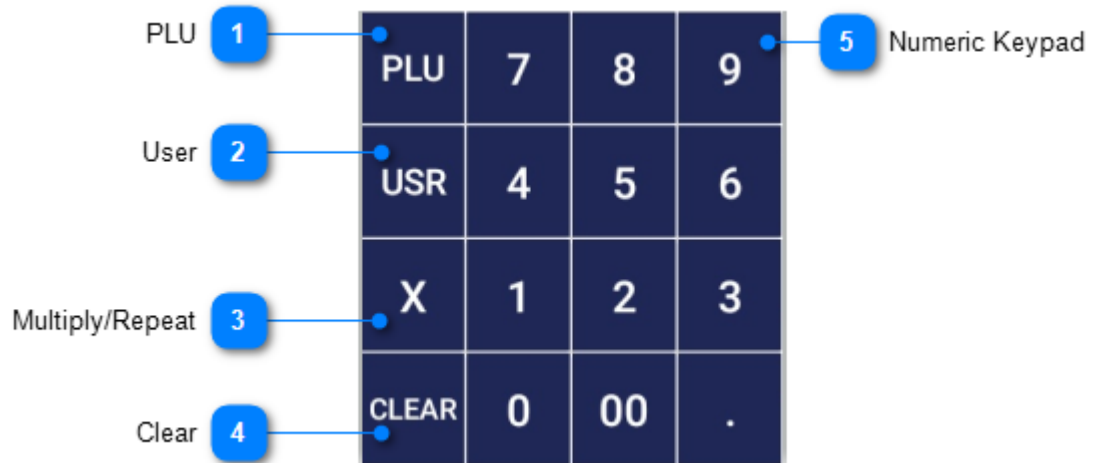 PLU 1 PLU 7 8 9 5 Numeric Keypad
User 2 USR 4 5 6
Multiply/Repeat 3 X 1 2 3
Clear 4 CLEAR 0 00 .